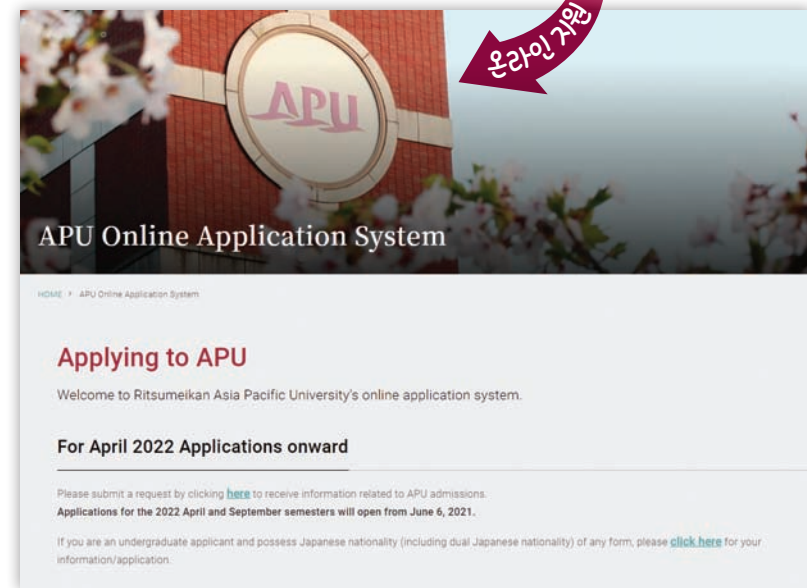 온라인 지원
APU
APU Online Application System
HOME > APU Online Application System
Applying to APU
Welcome to Ritsumeikan Asia Pacific University's online application system.
For April 2022 Applications onward
Please submit a request by clicking here to receive information related to APU admissions.
Applications for the 2022 April and September semesters will open from June 6, 2021.
If you are an undergraduate applicant and possess Japanese nationality (including dual Japanese nationality) of any form, please click here for your
information/application.